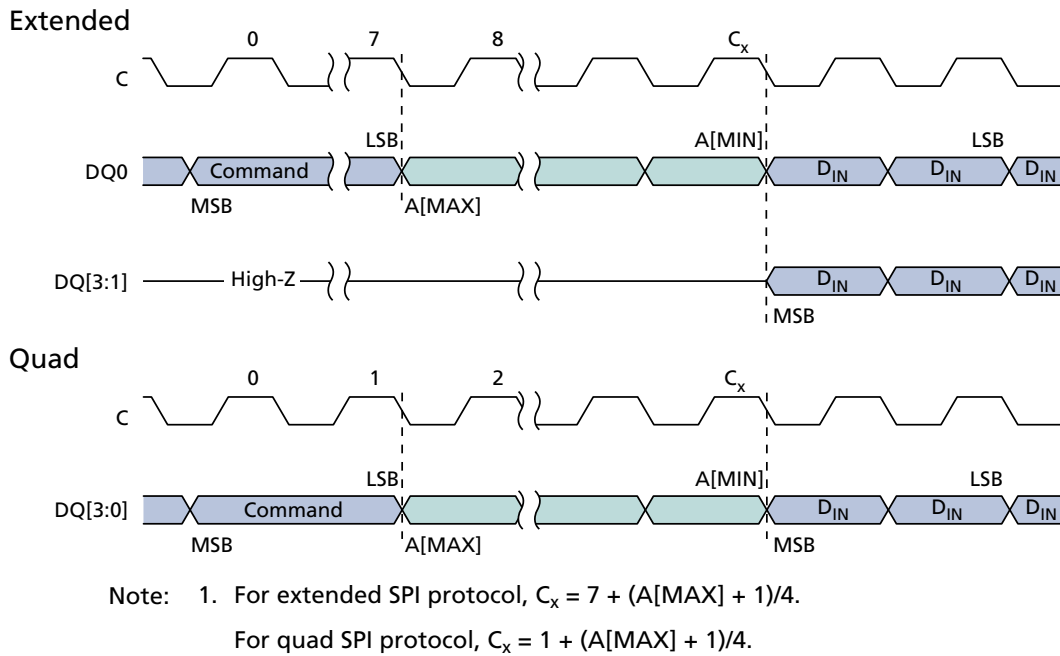 Extended
0 7 8 Cx
C
LSB A[MIN] LSB
DQ0 Command DIN DIN DIN
MSB A[MAX]
DQ[3:1] High-Z DIN DIN DIN
MSB
Quad
0 1 2 Cx
C
LSB A[MIN] LSB
DQ[3:0] Command DIN DIN DIN
MSB A[MAX] MSB
Note: 1. For extended SPI protocol, Cx = 7 + (A[MAX] + 1)/4.
For quad SPI protocol, Cx = 1 + (A[MAX] + 1)/4.